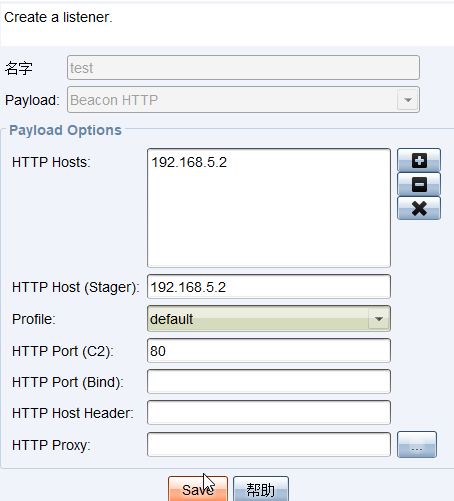 Create a listener.
名字 test
Payload: Beacon HTTP
Payload Options
HTTP Hosts: 192.168.5.2
HTTP Host (Stager): 192.168.5.2
Profile: default
HTTP Port (C2): 80
HTTP Port (Bind):
HTTP Host Header:
HTTP Proxy: ...
Save 帮助